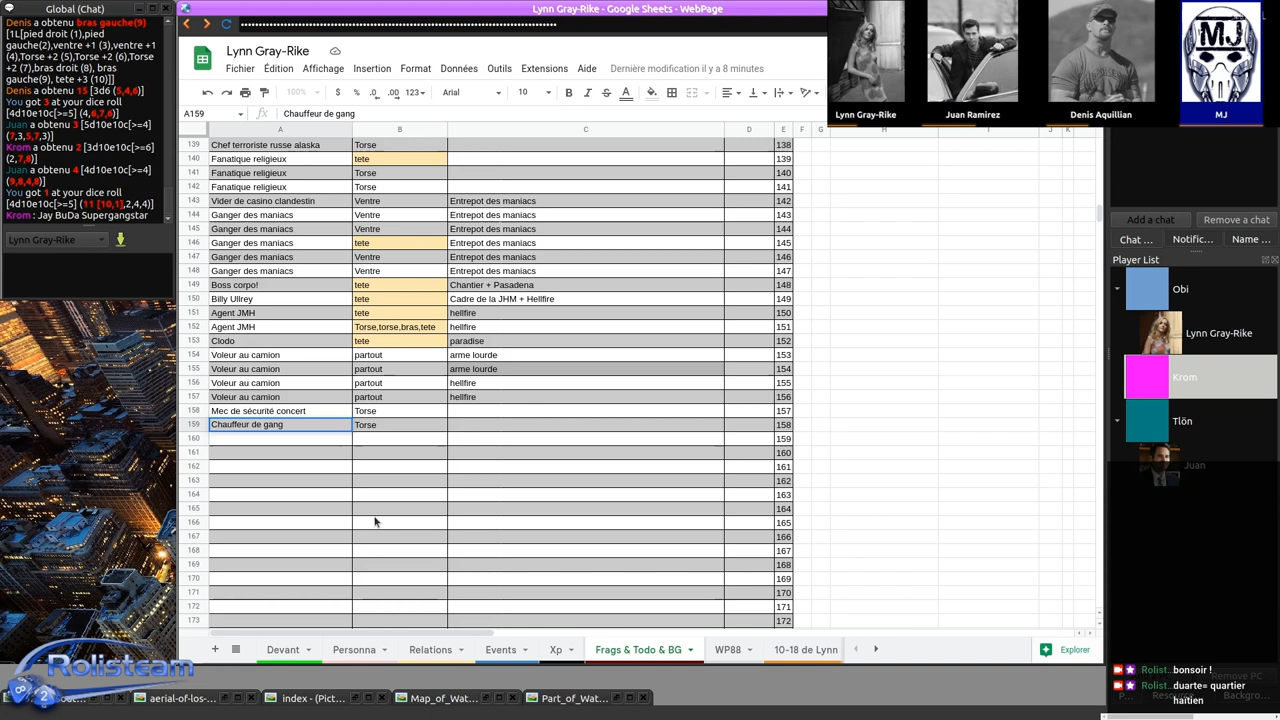 Global (Chat)
Denis a obtenu bras gauche(9)
[1L[pied droit (1),pied
gauche(2),ventre +1 (3),ventre +1
(4),Torse +2 (5),Torse +2 (6),Torse
+2 (7),bras droit (8), bras
gauche(9), tete +3 (10)]]
Denis a obtenu 15 [3d6 (5,4,6)]
You got 3 at your dice roll
[4d10e10c[>=5] (4,6,7,6)]
Juan a obtenu 3 [5d10e10c[>=4]
(7,3,5,7,3)]
Krom a obtenu 2 [3d10e10c[>=6]
(2,7,8)]
Juan a obtenu 4 [4d10e10c[>=4]
(9,8,4,8)]
You got 1 at your dice roll
[4d10e10c[>=5] (11 [10,1],2,4,4)]
Krom : Jay BuDa Supergangstar
Lynn Gray-Rike
Lynn Gray-Rike - Google Sheets - WebPage
Lynn Gray-Rike
Fichier Édition Affichage Insertion Format Données Outils Extensions Aide Dernière modification il y a 8 minutes
100% $ % .0 .00 123 Arial 10 B I S A
A159 fx Chauffeur de gang
A B C D E F G H I J K
139 Chef terroriste russe alaska Torse 138
140 Fanatique religieux tete 139
141 Fanatique religieux Torse 140
142 Fanatique religieux Torse 141
143 Vider de casino clandestin Ventre Entrepot des maniacs 142
144 Ganger des maniacs Ventre Entrepot des maniacs 143
145 Ganger des maniacs Ventre Entrepot des maniacs 144
146 Ganger des maniacs tete Entrepot des maniacs 145
147 Ganger des maniacs Ventre Entrepot des maniacs 146
148 Ganger des maniacs Ventre Entrepot des maniacs 147
149 Boss corpo! tete Chantier + Pasadena 148
150 Billy Ullrey tete Cadre de la JHM + Hellfire 149
151 Agent JMH tete hellfire 150
152 Agent JMH Torse,torse,bras,tete hellfire 151
153 Clodo tete paradise 152
154 Voleur au camion partout arme lourde 153
155 Voleur au camion partout arme lourde 154
156 Voleur au camion partout hellfire 155
157 Voleur au camion partout hellfire 156
158 Mec de sécurité concert Torse 157
159 Chauffeur de gang Torse 158
160 159
161 160
162 161
163 162
164 163
165 164
166 165
167 166
168 167
169 168
170 169
171 170
172 171
173 172
Devant Personna Relations Events Xp Frags & Todo & BG WP88 10-18 de Lynn
Explorer
Lynn Gray-Rike Juan Ramirez Denis Aquillian MJ
MJ
Add a chat Remove a chat
Chat ... Notific... Name ...
Player List
Obi
Lynn Gray-Rike
Krom
Tlön
Juan
Rolist.. bonsoir !
Rolist.. duarte= quartier
haïtien
Rolisteam
aerial-of-los-... index - (Pict... Map_of_Wat... Part_of_Wat...